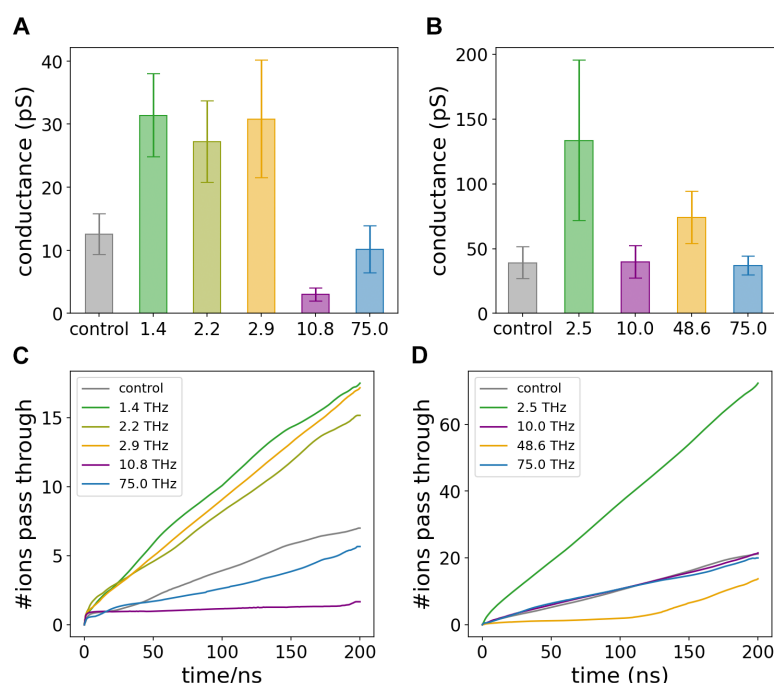 A
conductance (pS)
40
30
20
10
0
control 1.4 2.2 2.9 10.8 75.0
B
conductance (pS)
200
150
100
50
0
control 2.5 10.0 48.6 75.0
C
#ions pass through
15
10
5
0
control
1.4 THz
2.2 THz
2.9 THz
10.8 THz
75.0 THz
0 50 100 150 200
time/ns
D
#ions pass through
60
40
20
0
control
2.5 THz
10.0 THz
48.6 THz
75.0 THz
0 50 100 150 200
time (ns)